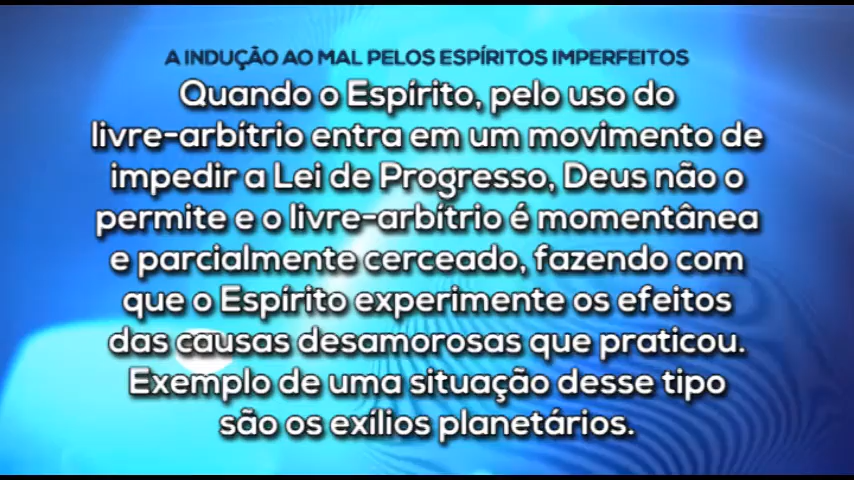 A INDUÇÃO AO MAL PELOS ESPÍRITOS IMPERFEITOS
Quando o Espírito, pelo uso do
livre-arbítrio entra em um movimento de
impedir a Lei de Progresso, Deus não o
permite e o livre-arbítrio é momentânea
e parcialmente cerceado, fazendo com
que o Espírito experimente os efeitos
das causas desamorosas que praticou.
Exemplo de uma situação desse tipo
são os exílios planetários.